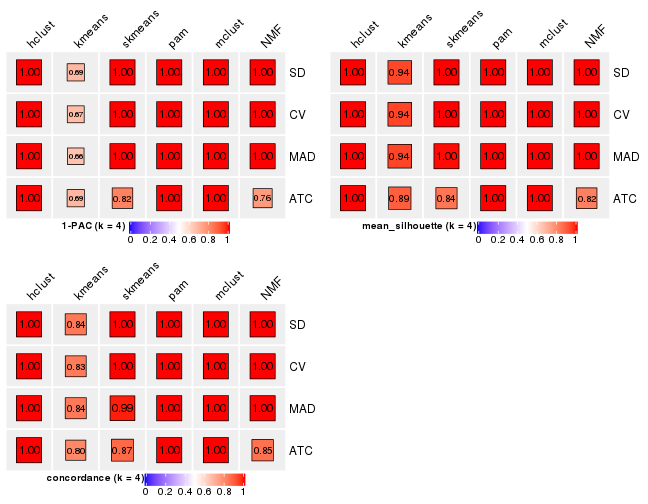 hclust kmeans skmeans pam mclust NMF
1.00 0.69 1.00 1.00 1.00 1.00 SD
1.00 0.67 1.00 1.00 1.00 1.00 CV
1.00 0.66 1.00 1.00 1.00 1.00 MAD
1.00 0.69 0.82 1.00 1.00 0.76 ATC
1-PAC (k = 4)
0 0.2 0.4 0.6 0.8 1
hclust kmeans skmeans pam mclust NMF
1.00 0.94 1.00 1.00 1.00 1.00 SD
1.00 0.94 1.00 1.00 1.00 1.00 CV
1.00 0.94 1.00 1.00 1.00 1.00 MAD
1.00 0.89 0.84 1.00 1.00 0.82 ATC
mean_silhouette (k = 4)
0 0.2 0.4 0.6 0.8 1
hclust kmeans skmeans pam mclust NMF
1.00 0.84 1.00 1.00 1.00 1.00 SD
1.00 0.83 1.00 1.00 1.00 1.00 CV
1.00 0.84 0.99 1.00 1.00 1.00 MAD
1.00 0.80 0.87 1.00 1.00 0.85 ATC
concordance (k = 4)
0 0.2 0.4 0.6 0.8 1